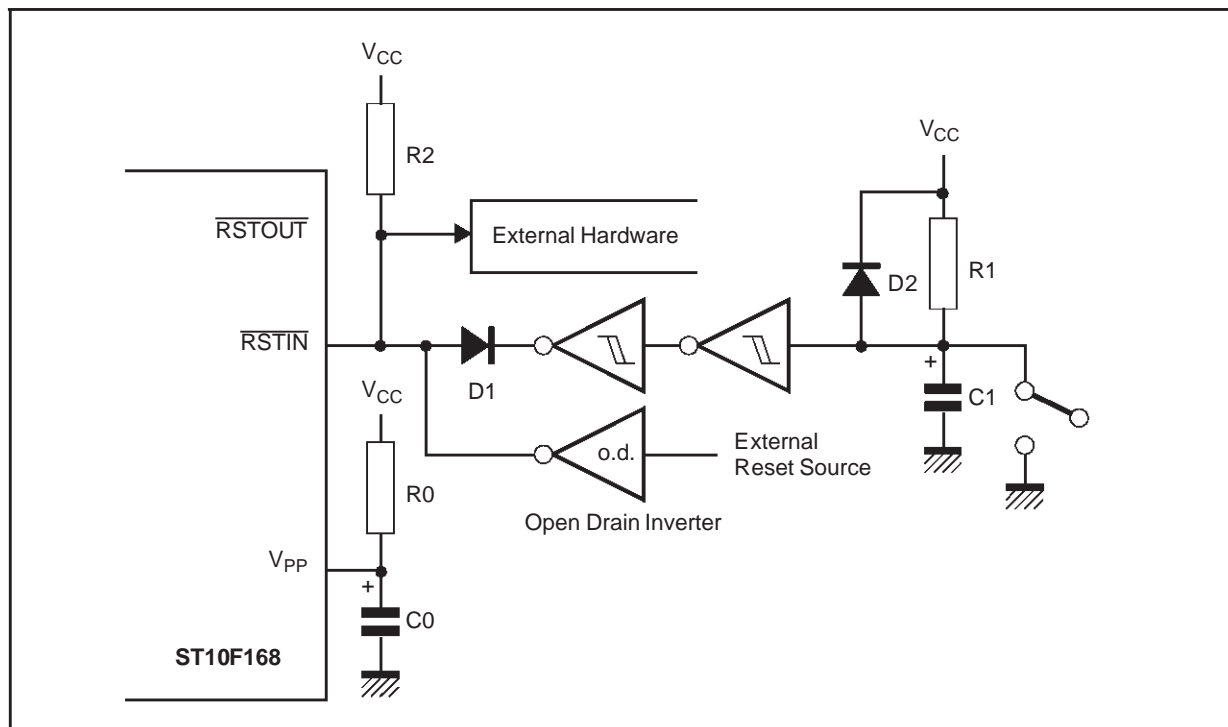 VCC
R2
VCC
RSTOUT
External Hardware
D2
R1
RSTIN
D1
+
C1
VCC
o.d.
External
Reset Source
R0
Open Drain Inverter
VPP
+
C0
ST10F168